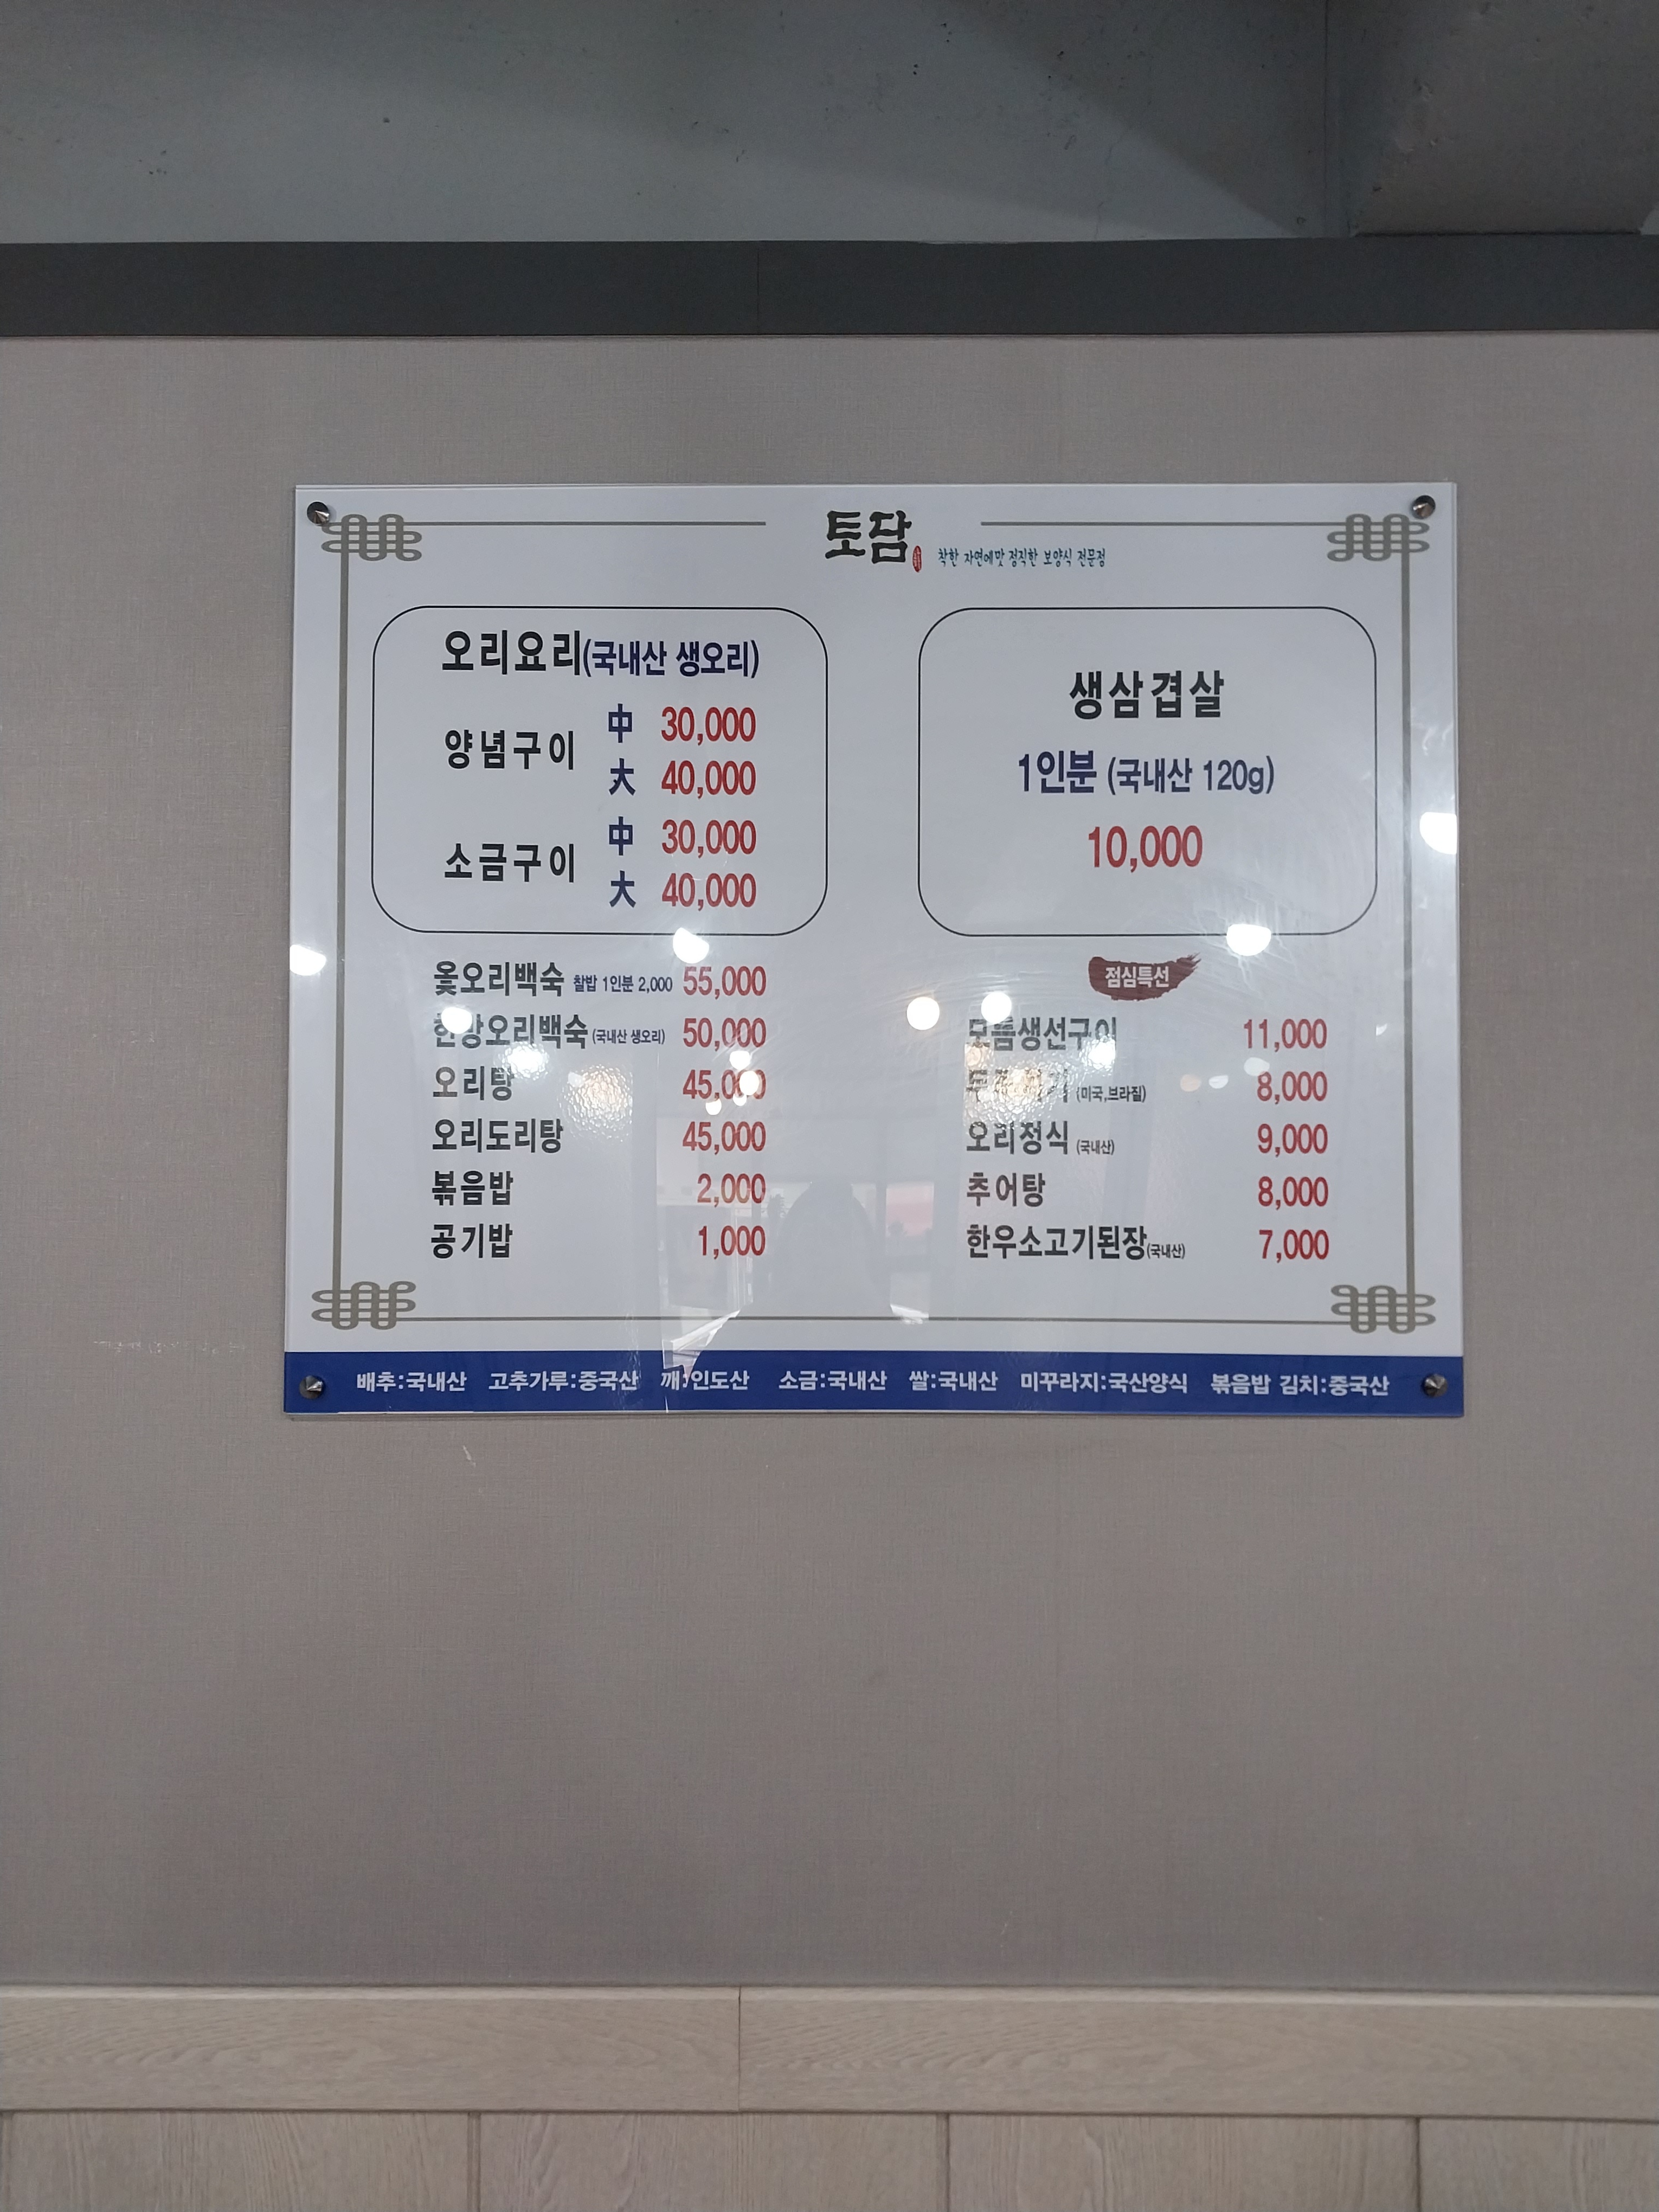 토담
착한 자연에맛 정직한 보양식 전문점
오리요리(국내산 생오리)
양념구이 中 30,000
大 40,000
소금구이 中 30,000
大 40,000
옻오리백숙 찰밥 1인분 2,000 55,000
한방오리백숙 (국내산 생오리) 50,000
오리탕 45,000
오리도리탕 45,000
볶음밥 2,000
공기밥 1,000
생삼겹살
1인분 (국내산 120g)
10,000
점심특선
모듬생선구이 11,000
(미국,브라질) 8,000
오리정식 (국내산) 9,000
추어탕 8,000
한우소고기된장(국내산) 7,000
배추:국내산 고추가루:중국산 깨:인도산 소금:국내산 쌀:국내산 미꾸라지:국산양식 볶음밥 김치:중국산